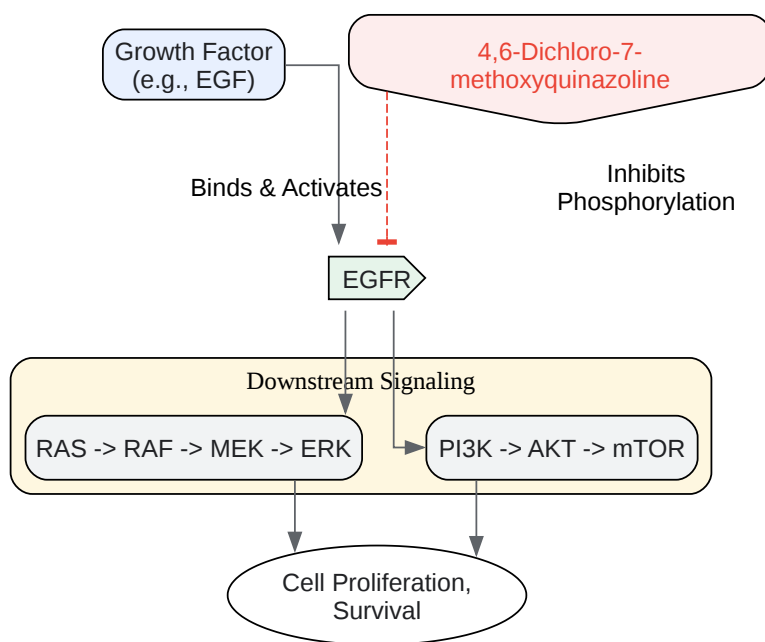 Growth Factor
(e.g., EGF)
4,6-Dichloro-7-
methoxyquinazoline
Binds & Activates
Inhibits
Phosphorylation
EGFR
Downstream Signaling
RAS -> RAF -> MEK -> ERK
PI3K -> AKT -> mTOR
Cell Proliferation,
Survival